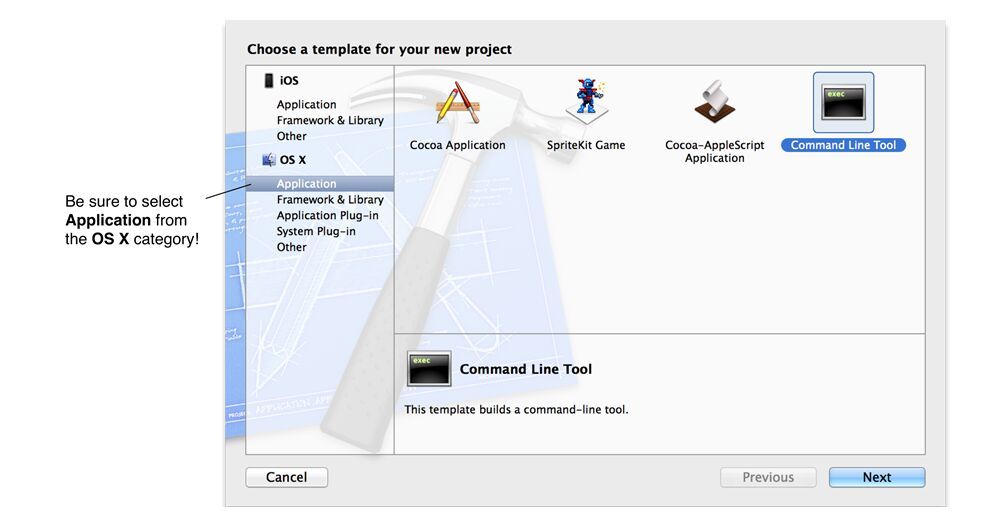 Choose a template for your new project
iOS
Application
Framework & Library
Other
OS X
Application
Framework & Library
Application Plug-in
System Plug-in
Other
Be sure to select
Application from
the OS X category!
exec
Cocoa Application
SpriteKit Game
Cocoa-AppleScript
Application
Command Line Tool
exec
Command Line Tool
This template builds a command-line tool.
Cancel
Previous
Next